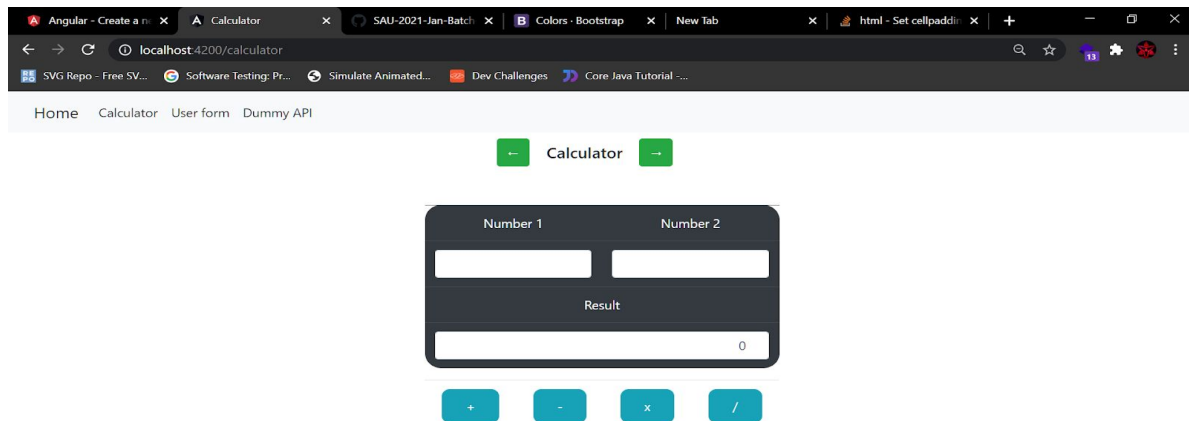 Angular - Create a ne
Calculator
SAU-2021-Jan-Batch
B Colors · Bootstrap
New Tab
html - Set cellpaddin
localhost:4200/calculator
13
SVG Repo - Free SV...
Software Testing: Pr...
Simulate Animated...
Dev Challenges
Core Java Tutorial -...
Home Calculator User form Dummy API
← Calculator →
Number 1 Number 2
Result
0
+ - x /